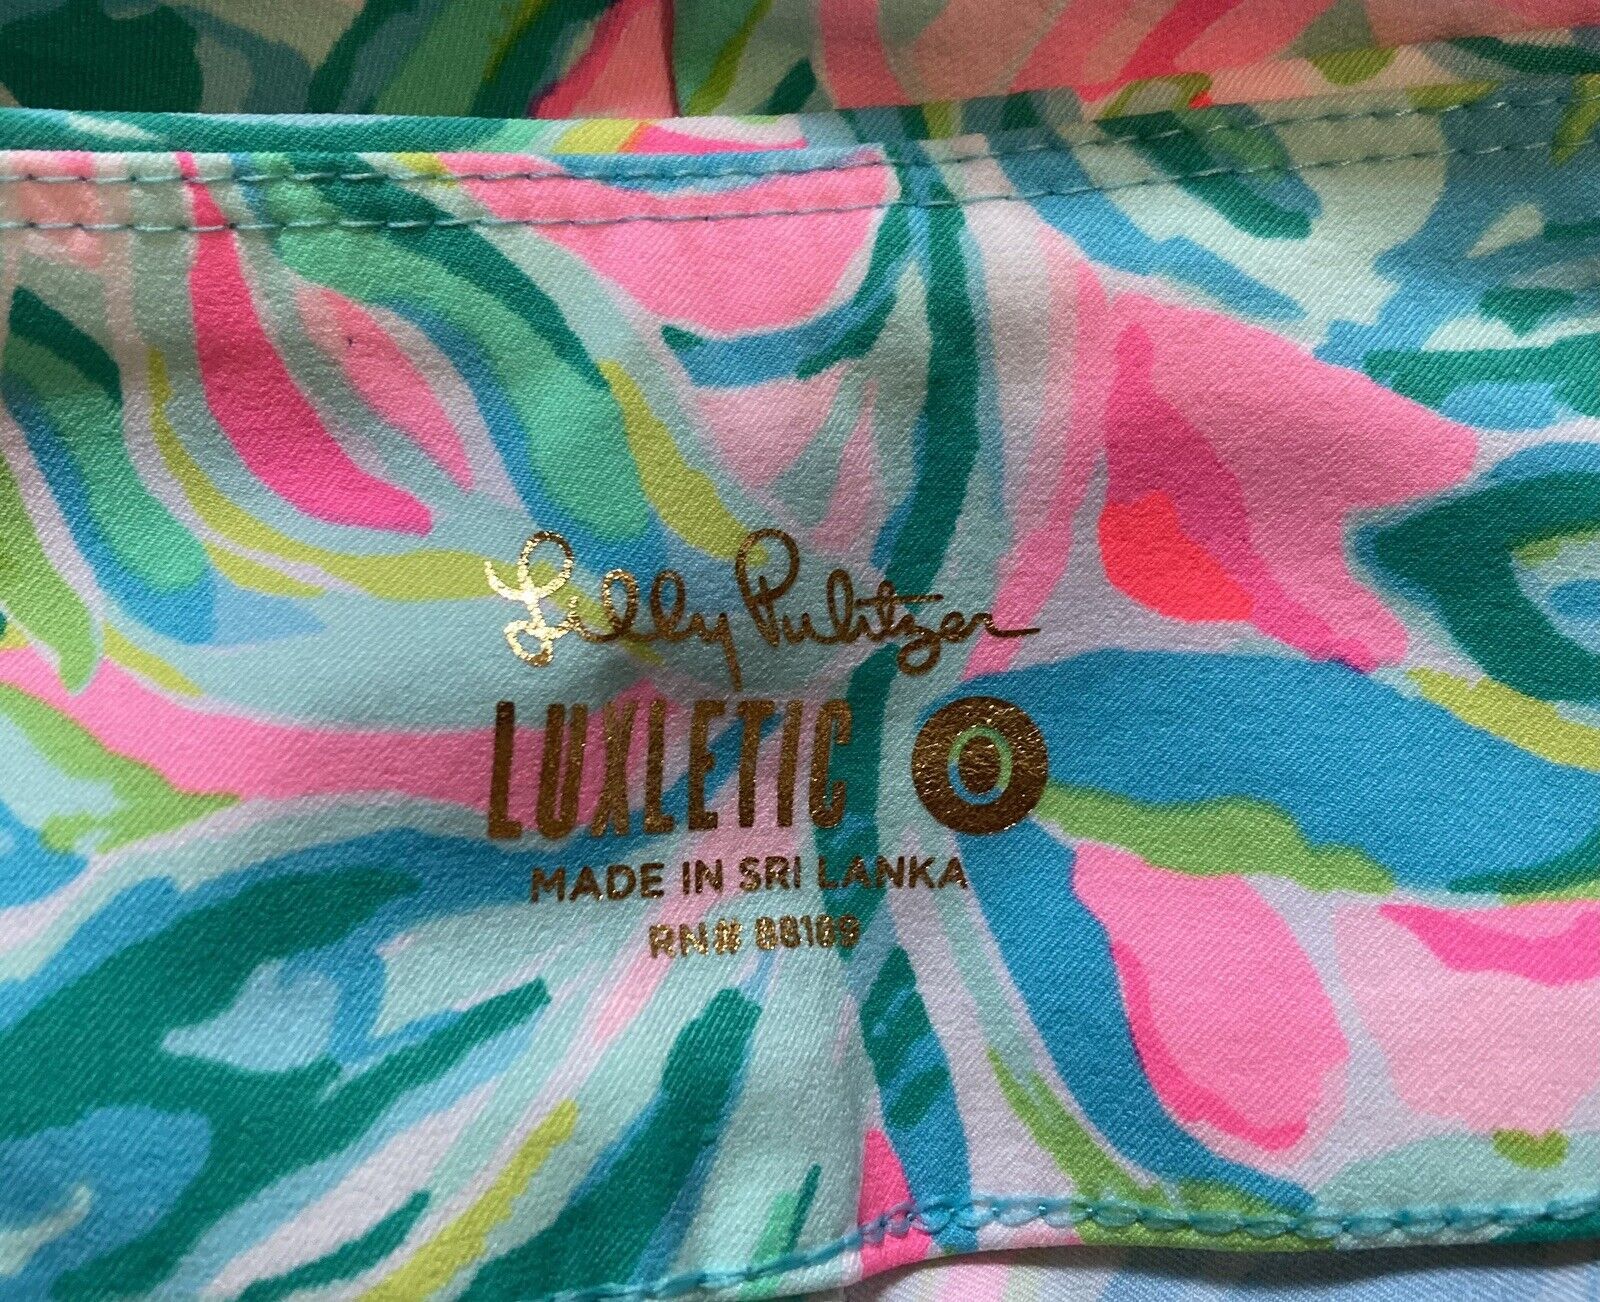 Lilly Pulitzer
LUXLETIC 0
MADE IN SRI LANKA
RN# 88189